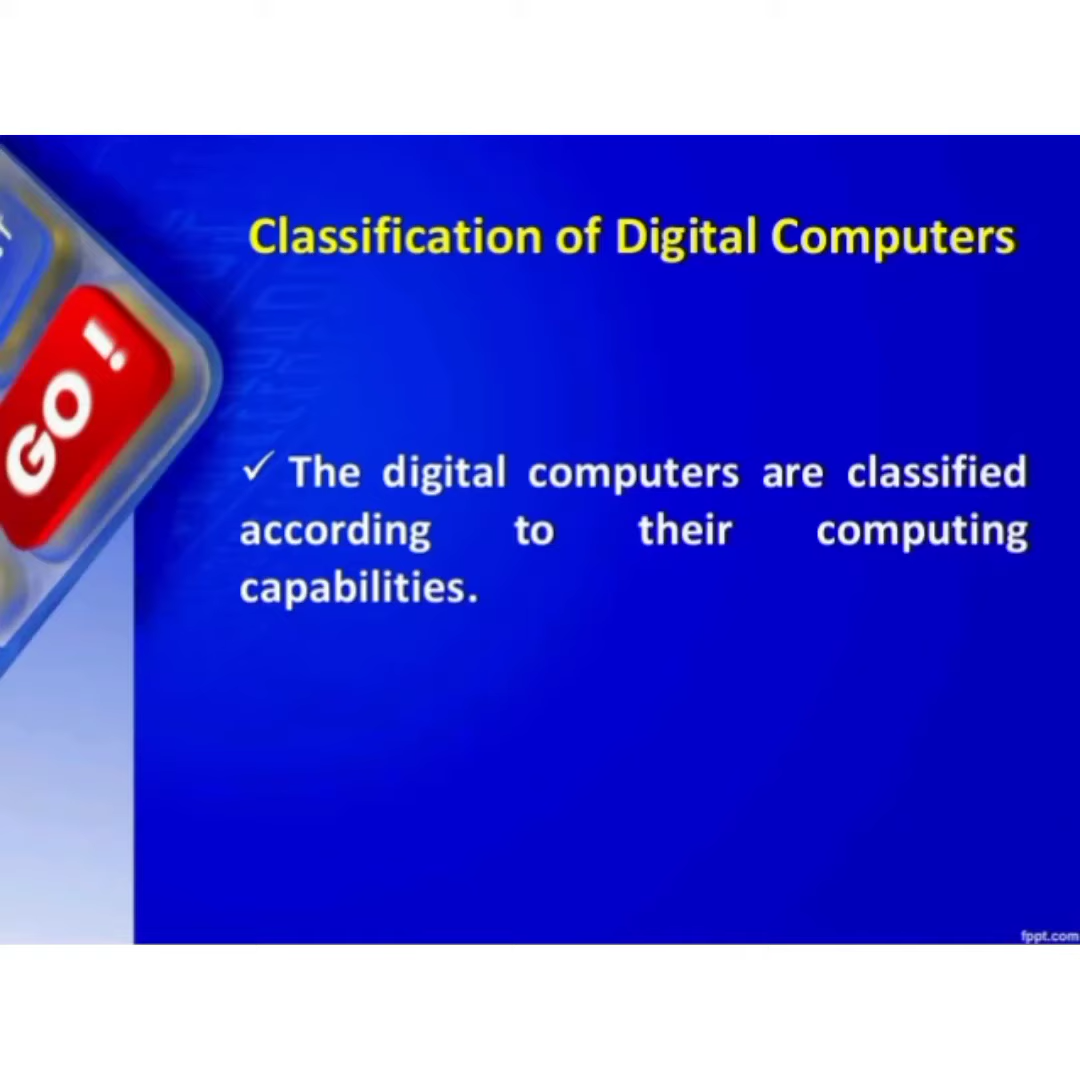 Classification of Digital Computers
GO !
✓ The digital computers are classified
according to their computing
capabilities.
fppt.com